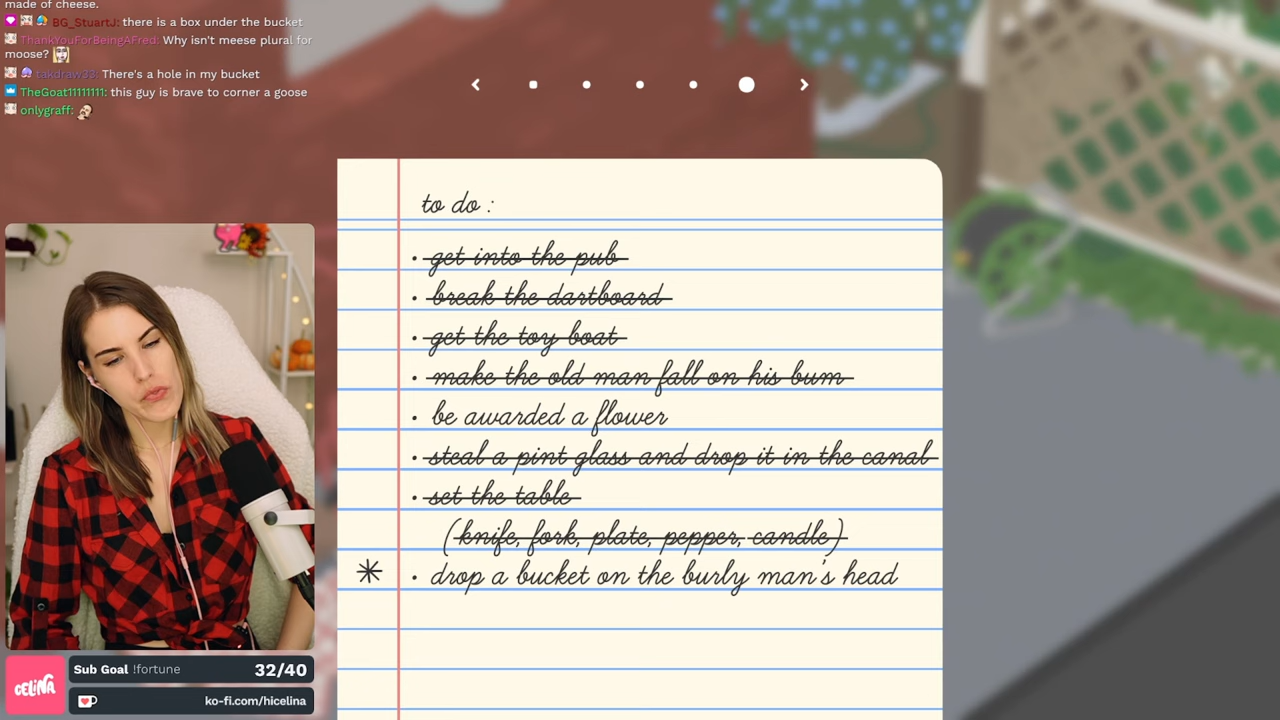 made of cheese.
BG_StuartJ: there is a box under the bucket
ThankYouForBeingAFred: Why isn't meese plural for
moose?
takdraw33: There's a hole in my bucket
TheGoat11111111: this guy is brave to corner a goose
onlygraff:
to do :
• get into the pub
• break the dartboard
• get the toy boat
• make the old man fall on his bum
• be awarded a flower
• steal a pint glass and drop it in the canal
• set the table
(knife, fork, plate, pepper, candle)
• drop a bucket on the burly man's head
CELINA
Sub Goal !fortune 32/40
ko-fi.com/hicelina